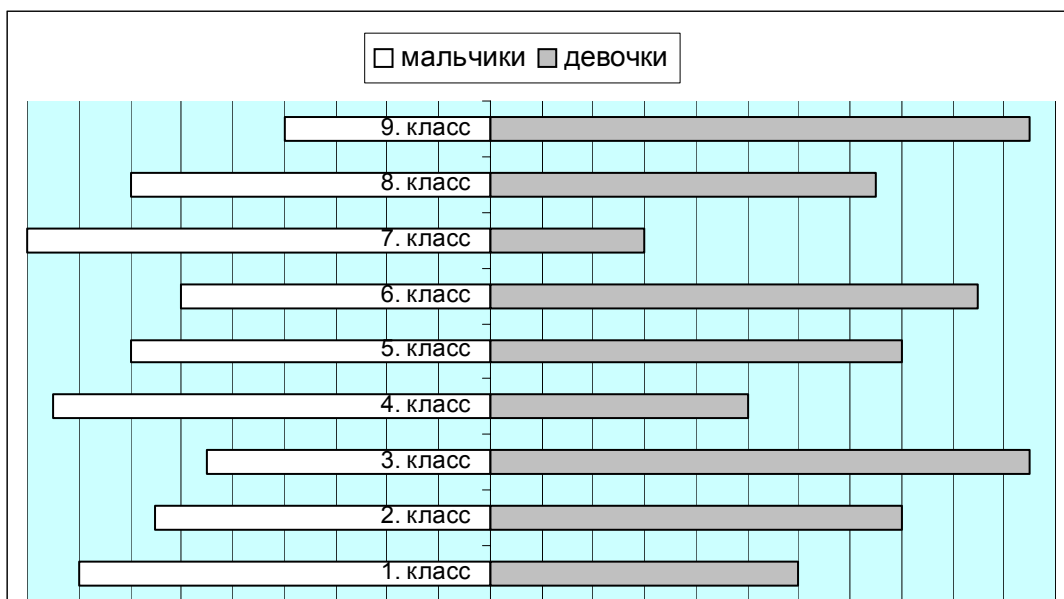 мальчики девочки
9. класс
8. класс
7. класс
6. класс
5. класс
4. класс
3. класс
2. класс
1. класс